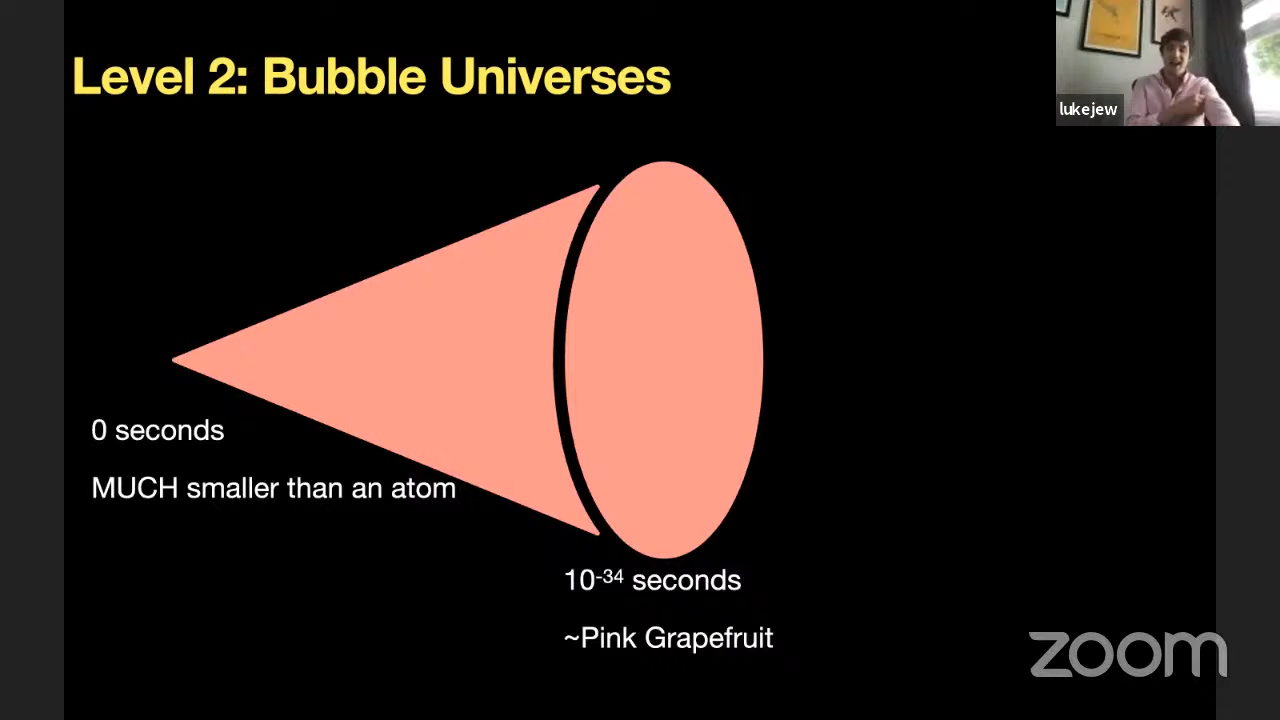 Level 2: Bubble Universes
lukejew
0 seconds
MUCH smaller than an atom
10-34 seconds
~Pink Grapefruit
zoom